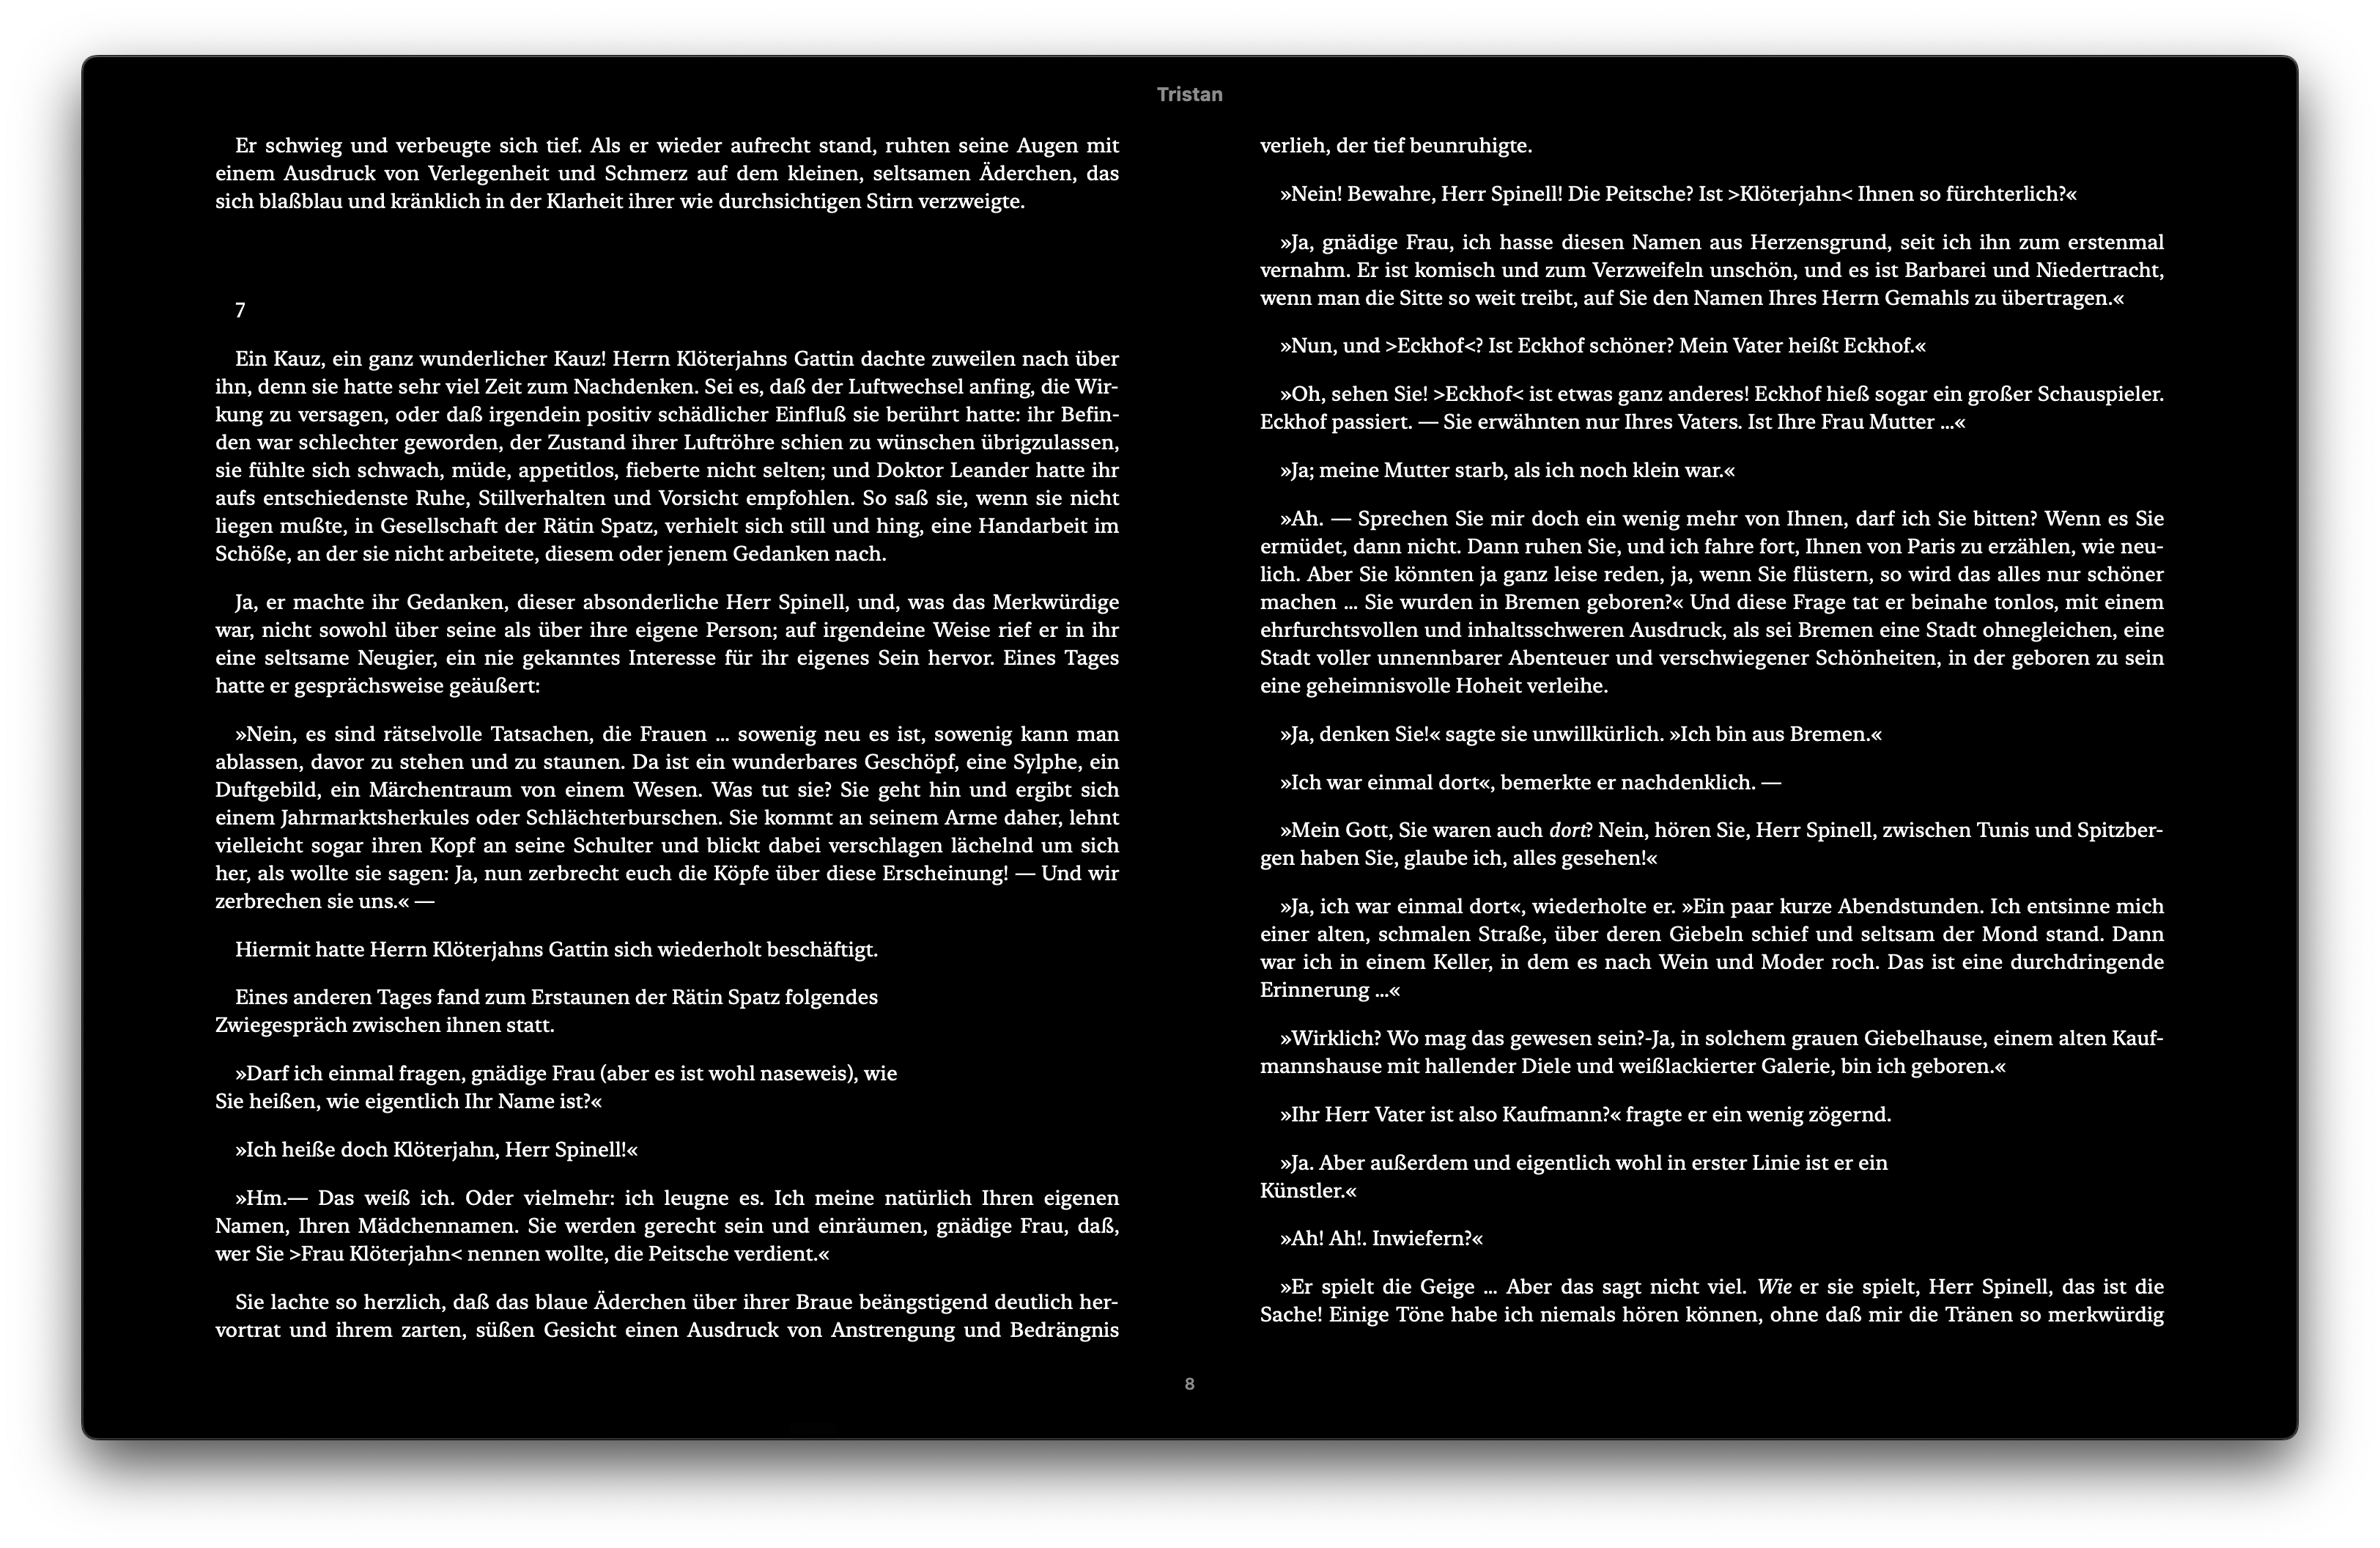 Tristan
Er schwieg und verbeugte sich tief. Als er wieder aufrecht stand, ruhten seine Augen mit
einem Ausdruck von Verlegenheit und Schmerz auf dem kleinen, seltsamen Äderchen, das
sich blaßblau und kränklich in der Klarheit ihrer wie durchsichtigen Stirn verzweigte.
7
Ein Kauz, ein ganz wunderlicher Kauz! Herrn Klöterjahns Gattin dachte zuweilen nach über
ihn, denn sie hatte sehr viel Zeit zum Nachdenken. Sei es, daß der Luftwechsel anfing, die Wir-
kung zu versagen, oder daß irgendein positiv schädlicher Einfluß sie berührt hatte: ihr Befin-
den war schlechter geworden, der Zustand ihrer Luftröhre schien zu wünschen übrigzulassen,
sie fühlte sich schwach, müde, appetitlos, fieberte nicht selten; und Doktor Leander hatte ihr
aufs entschiedenste Ruhe, Stillverhalten und Vorsicht empfohlen. So saß sie, wenn sie nicht
liegen mußte, in Gesellschaft der Rätin Spatz, verhielt sich still und hing, eine Handarbeit im
Schöße, an der sie nicht arbeitete, diesem oder jenem Gedanken nach.
Ja, er machte ihr Gedanken, dieser absonderliche Herr Spinell, und, was das Merkwürdige
war, nicht sowohl über seine als über ihre eigene Person; auf irgendeine Weise rief er in ihr
eine seltsame Neugier, ein nie gekanntes Interesse für ihr eigenes Sein hervor. Eines Tages
hatte er gesprächsweise geäußert:
»Nein, es sind rätselvolle Tatsachen, die Frauen ... sowenig neu es ist, sowenig kann man
ablassen, davor zu stehen und zu staunen. Da ist ein wunderbares Geschöpf, eine Sylphe, ein
Duftgebild, ein Märchentraum von einem Wesen. Was tut sie? Sie geht hin und ergibt sich
einem Jahrmarktsherkules oder Schlächterburschen. Sie kommt an seinem Arme daher, lehnt
vielleicht sogar ihren Kopf an seine Schulter und blickt dabei verschlagen lächelnd um sich
her, als wollte sie sagen: Ja, nun zerbrecht euch die Köpfe über diese Erscheinung! — Und wir
zerbrechen sie uns.« —
Hiermit hatte Herrn Klöterjahns Gattin sich wiederholt beschäftigt.
Eines anderen Tages fand zum Erstaunen der Rätin Spatz folgendes
Zwiegespräch zwischen ihnen statt.
»Darf ich einmal fragen, gnädige Frau (aber es ist wohl naseweis), wie
Sie heißen, wie eigentlich Ihr Name ist?«
»Ich heiße doch Klöterjahn, Herr Spinell!«
»Hm.— Das weiß ich. Oder vielmehr: ich leugne es. Ich meine natürlich Ihren eigenen
Namen, Ihren Mädchennamen. Sie werden gerecht sein und einräumen, gnädige Frau, daß,
wer Sie >Frau Klöterjahn< nennen wollte, die Peitsche verdient.«
Sie lachte so herzlich, daß das blaue Äderchen über ihrer Braue beängstigend deutlich her-
vortrat und ihrem zarten, süßen Gesicht einen Ausdruck von Anstrengung und Bedrängnis
verlieh, der tief beunruhigte.
»Nein! Bewahre, Herr Spinell! Die Peitsche? Ist >Klöterjahn< Ihnen so fürchterlich?«
»Ja, gnädige Frau, ich hasse diesen Namen aus Herzensgrund, seit ich ihn zum erstenmal
vernahm. Er ist komisch und zum Verzweifeln unschön, und es ist Barbarei und Niedertracht,
wenn man die Sitte so weit treibt, auf Sie den Namen Ihres Herrn Gemahls zu übertragen.«
»Nun, und >Eckhof<? Ist Eckhof schöner? Mein Vater heißt Eckhof.«
»Oh, sehen Sie! >Eckhof< ist etwas ganz anderes! Eckhof hieß sogar ein großer Schauspieler.
Eckhof passiert. — Sie erwähnten nur Ihres Vaters. Ist Ihre Frau Mutter ...«
»Ja; meine Mutter starb, als ich noch klein war.«
»Ah. — Sprechen Sie mir doch ein wenig mehr von Ihnen, darf ich Sie bitten? Wenn es Sie
ermüdet, dann nicht. Dann ruhen Sie, und ich fahre fort, Ihnen von Paris zu erzählen, wie neu-
lich. Aber Sie könnten ja ganz leise reden, ja, wenn Sie flüstern, so wird das alles nur schöner
machen ... Sie wurden in Bremen geboren?« Und diese Frage tat er beinahe tonlos, mit einem
ehrfurchtsvollen und inhaltsschweren Ausdruck, als sei Bremen eine Stadt ohnegleichen, eine
Stadt voller unnennbarer Abenteuer und verschwiegener Schönheiten, in der geboren zu sein
eine geheimnisvolle Hoheit verleihe.
»Ja, denken Sie!« sagte sie unwillkürlich. »Ich bin aus Bremen.«
»Ich war einmal dort«, bemerkte er nachdenklich. —
»Mein Gott, Sie waren auch dort? Nein, hören Sie, Herr Spinell, zwischen Tunis und Spitzber-
gen haben Sie, glaube ich, alles gesehen!«
»Ja, ich war einmal dort«, wiederholte er. »Ein paar kurze Abendstunden. Ich entsinne mich
einer alten, schmalen Straße, über deren Giebeln schief und seltsam der Mond stand. Dann
war ich in einem Keller, in dem es nach Wein und Moder roch. Das ist eine durchdringende
Erinnerung ...«
»Wirklich? Wo mag das gewesen sein?-Ja, in solchem grauen Giebelhause, einem alten Kauf-
mannshause mit hallender Diele und weißlackierter Galerie, bin ich geboren.«
»Ihr Herr Vater ist also Kaufmann?« fragte er ein wenig zögernd.
»Ja. Aber außerdem und eigentlich wohl in erster Linie ist er ein
Künstler.«
»Ah! Ah!. Inwiefern?«
»Er spielt die Geige ... Aber das sagt nicht viel. Wie er sie spielt, Herr Spinell, das ist die
Sache! Einige Töne habe ich niemals hören können, ohne daß mir die Tränen so merkwürdig
8